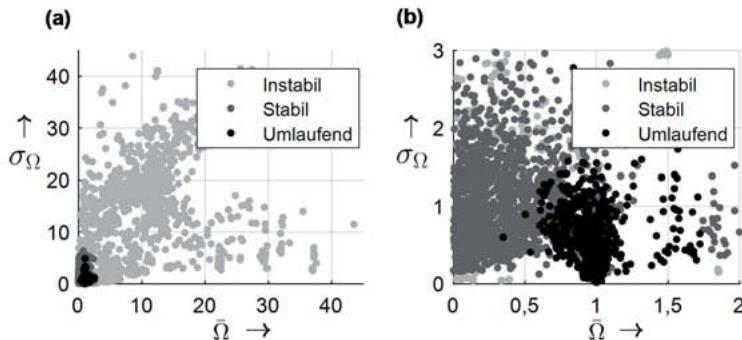 (a)
40
30
20
10
0
σΩ →
Instabil
Stabil
Umlaufend
0
10
20
30
40
Ω̄ →
(b)
3
2
1
0
σΩ →
Instabil
Stabil
Umlaufend
0
0,5
1
1,5
2
Ω̄ →